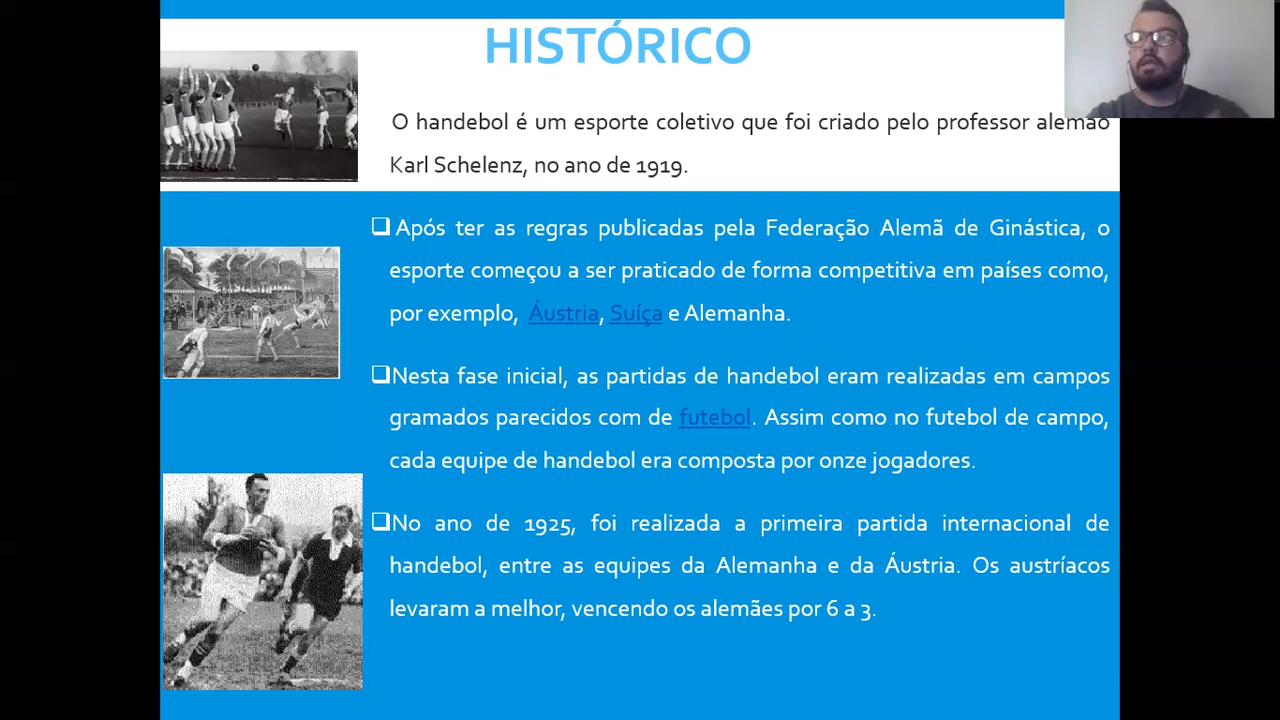 HISTÓRICO
O handebol é um esporte coletivo que foi criado pelo professor alemão
Karl Schelenz, no ano de 1919.
Após ter as regras publicadas pela Federação Alemã de Ginástica, o
esporte começou a ser praticado de forma competitiva em países como,
por exemplo, Áustria, Suíça e Alemanha.
Nesta fase inicial, as partidas de handebol eram realizadas em campos
gramados parecidos com de futebol. Assim como no futebol de campo,
cada equipe de handebol era composta por onze jogadores.
No ano de 1925, foi realizada a primeira partida internacional de
handebol, entre as equipes da Alemanha e da Áustria. Os austríacos
levaram a melhor, vencendo os alemães por 6 a 3.